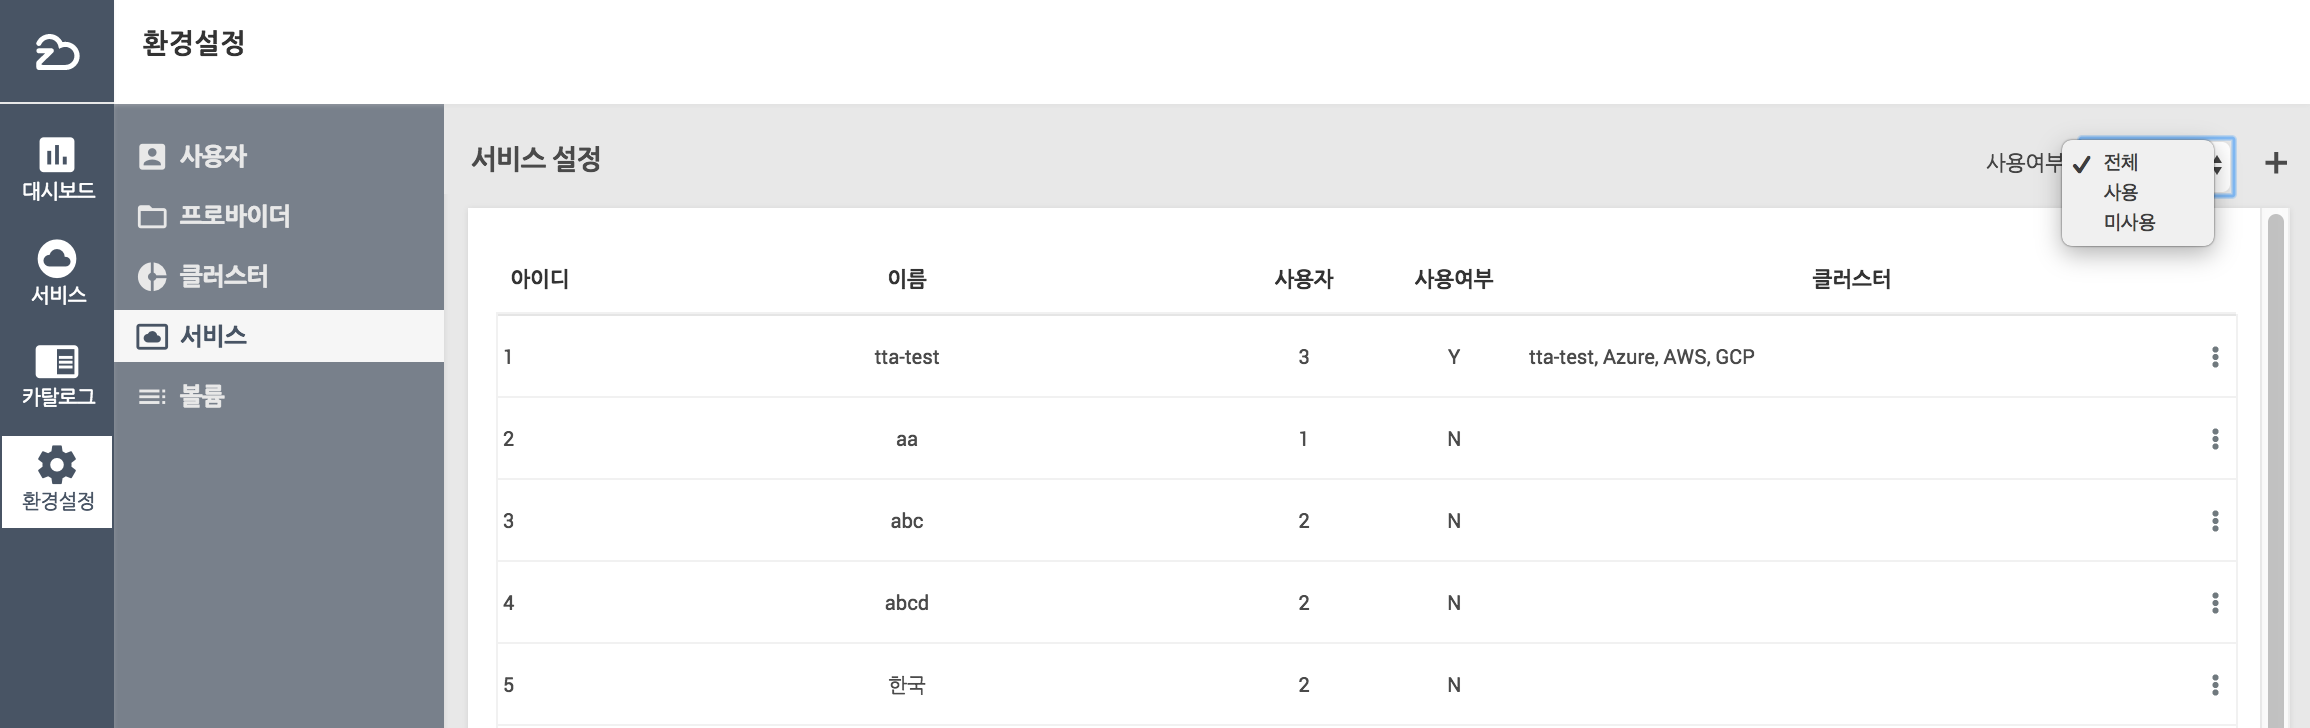 환경설정
대시보드
서비스
카탈로그
환경설정
사용자
프로바이더
클러스터
서비스
볼륨
서비스 설정
사용여부
전체
사용
미사용
아이디 이름 사용자 사용여부 클러스터
1 tta-test 3 Y tta-test, Azure, AWS, GCP
2 aa 1 N
3 abc 2 N
4 abcd 2 N
5 한국 2 N